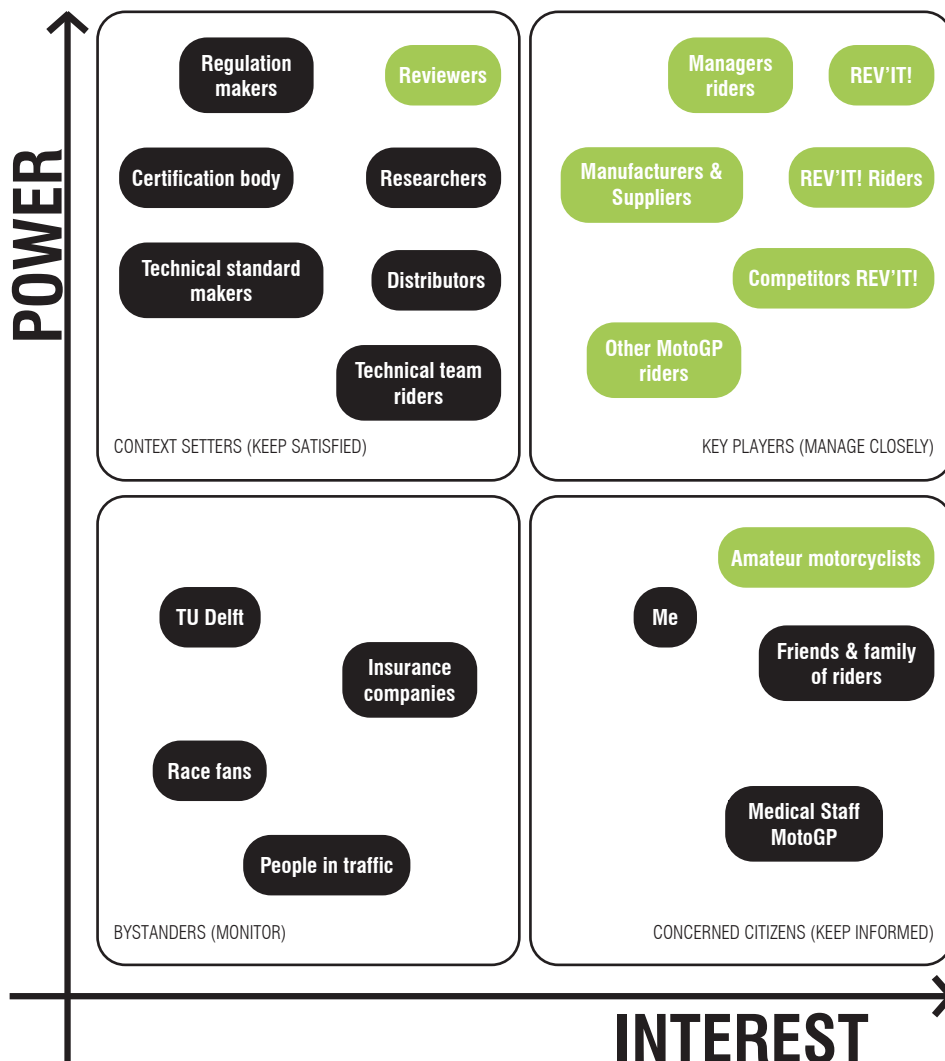 POWER
Regulation
makers
Reviewers
Certification body
Researchers
Technical standard
makers
Distributors
Technical team
riders
CONTEXT SETTERS (KEEP SATISFIED)
Managers
riders
REV'IT!
Manufacturers &
Suppliers
REV'IT! Riders
Competitors REV'IT!
Other MotoGP
riders
KEY PLAYERS (MANAGE CLOSELY)
TU Delft
Insurance
companies
Race fans
People in traffic
BYSTANDERS (MONITOR)
Amateur motorcyclists
Me
Friends & family
of riders
Medical Staff
MotoGP
CONCERNED CITIZENS (KEEP INFORMED)
INTEREST